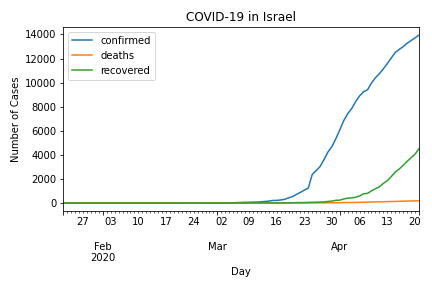 COVID-19 in Israel
confirmed
deaths
recovered
14000
12000
10000
8000
6000
4000
2000
0
Number of Cases
27 03 10 17 24 02 09 16 23 30 06 13 20
Feb Mar Apr
2020
Day